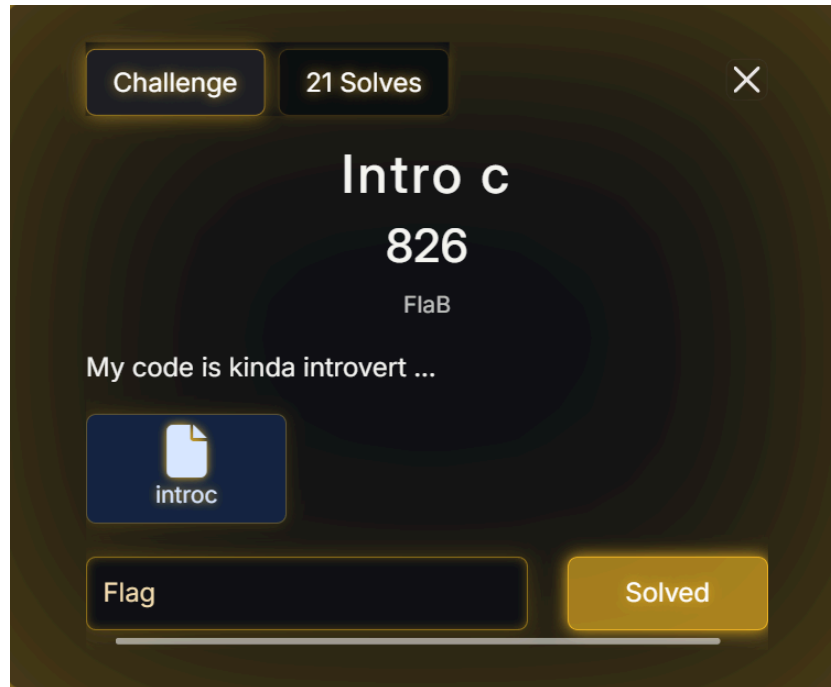 Challenge 21 Solves
Intro c
826
FlaB
My code is kinda introvert ...
introc
Flag Solved